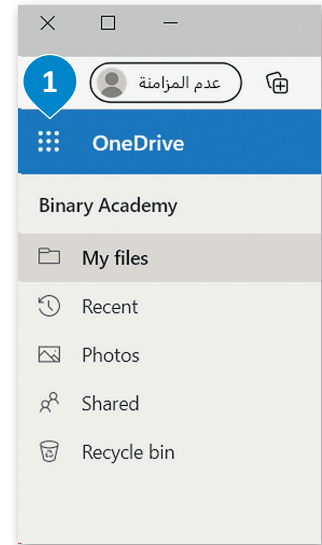 1
عدم المزامنة
OneDrive
Binary Academy
My files
Recent
Photos
Shared
Recycle bin